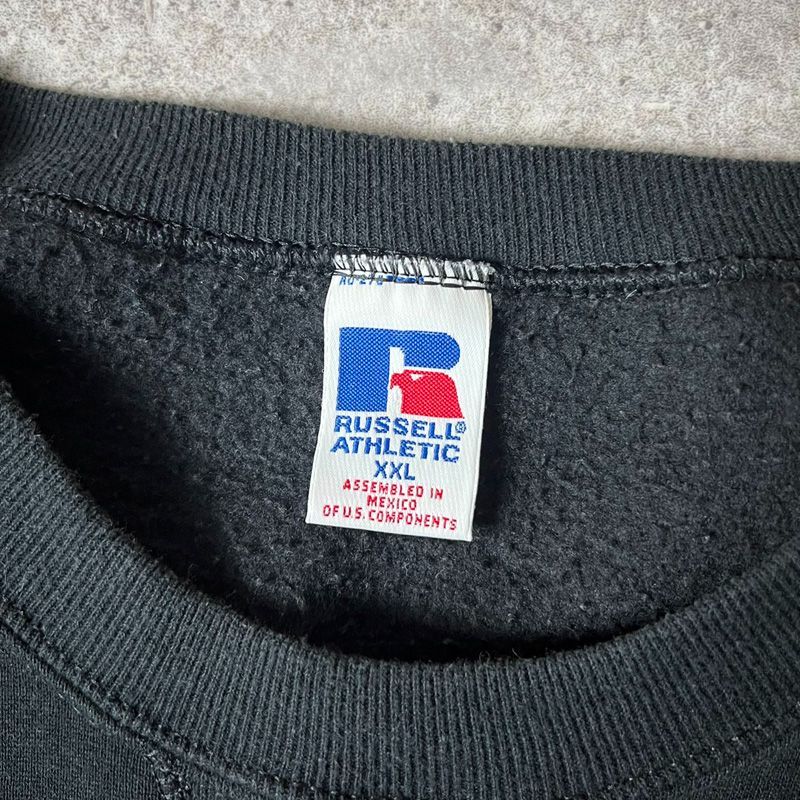 RUSSELL®
ATHLETIC
XXL
ASSEMBLED IN
MEXICO
OF U.S. COMPONENTS